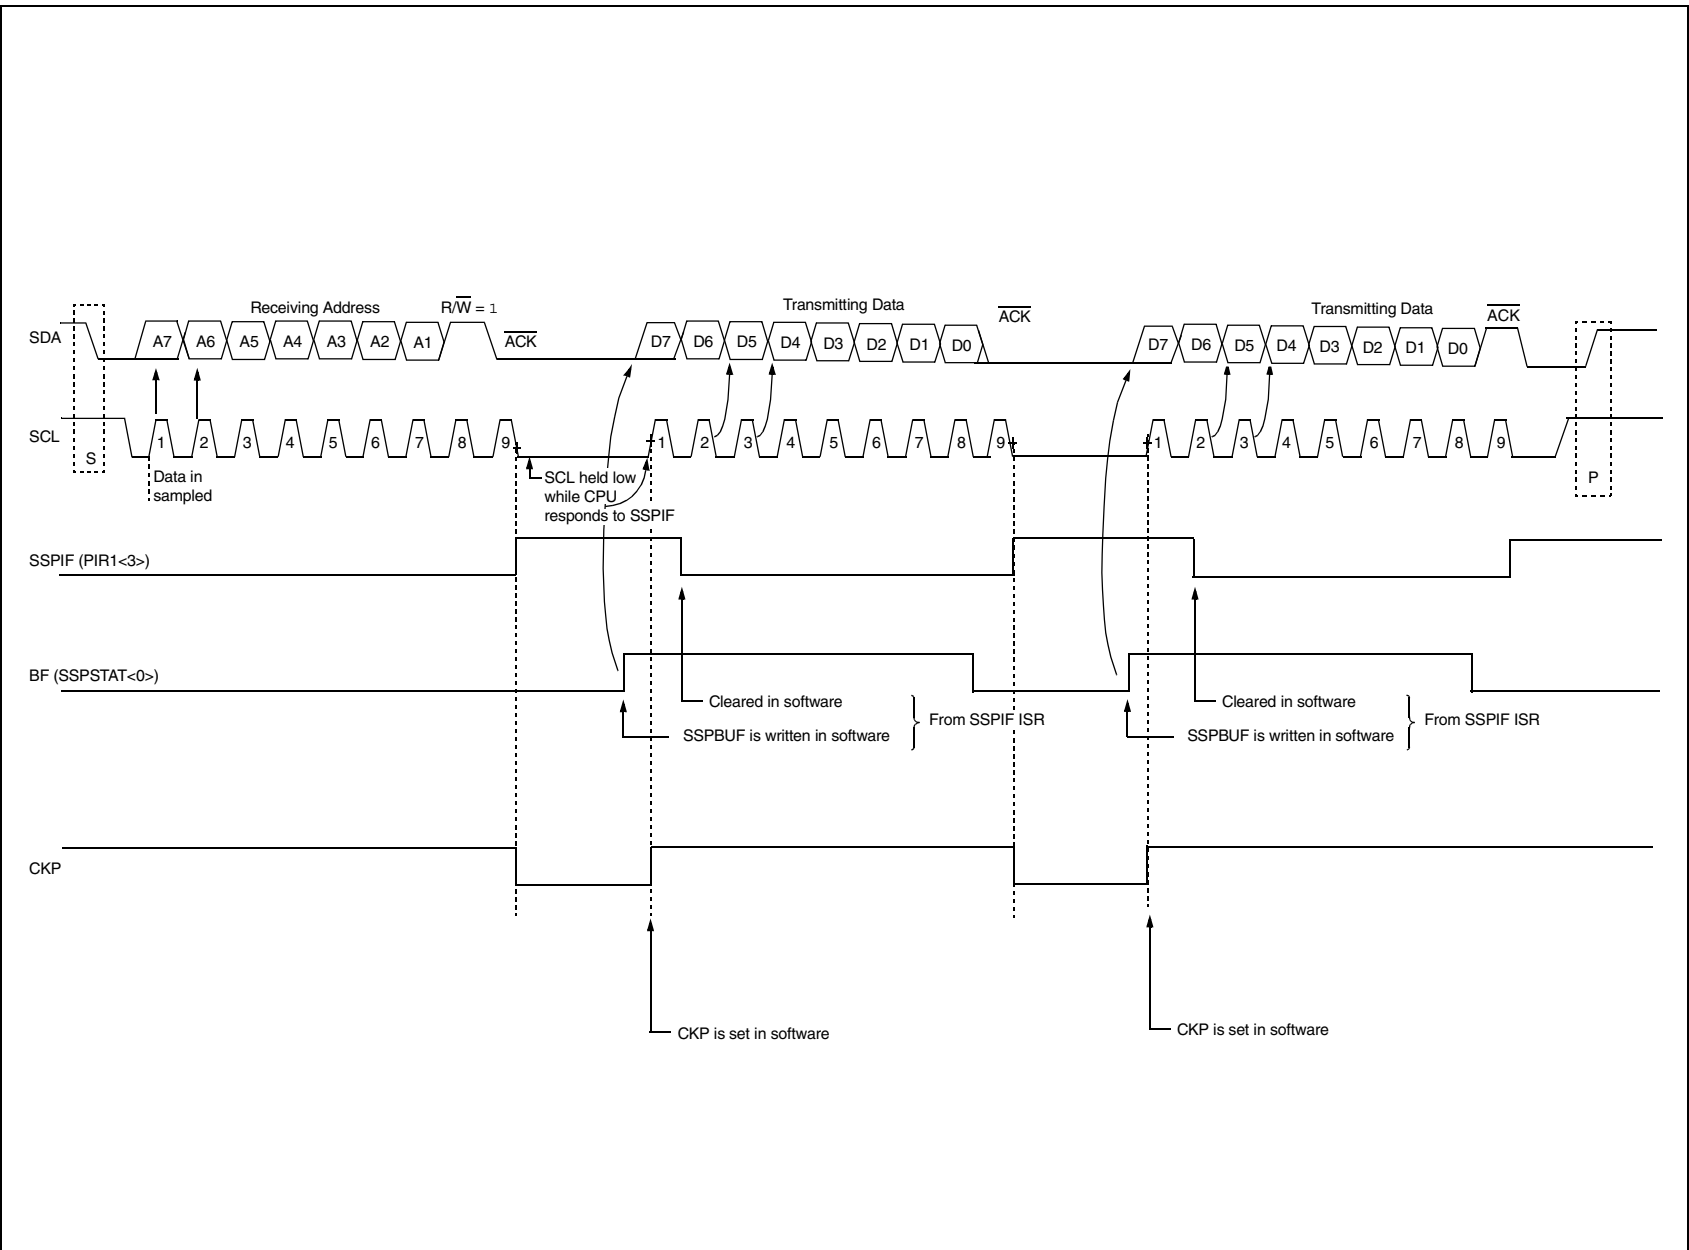 Receiving Address
R/W = 1
Transmitting Data
ACK
Transmitting Data
ACK
SDA
A7 A6 A5 A4 A3 A2 A1
ACK
D7 D6 D5 D4 D3 D2 D1 D0
D7 D6 D5 D4 D3 D2 D1 D0
SCL
S
1 2 3 4 5 6 7 8 9
1 2 3 4 5 6 7 8 9
1 2 3 4 5 6 7 8 9
P
Data in
sampled
SCL held low
while CPU
responds to SSPIF
SSPIF (PIR1<3>)
BF (SSPSTAT<0>)
Cleared in software
SSPBUF is written in software
From SSPIF ISR
Cleared in software
SSPBUF is written in software
From SSPIF ISR
CKP
CKP is set in software
CKP is set in software